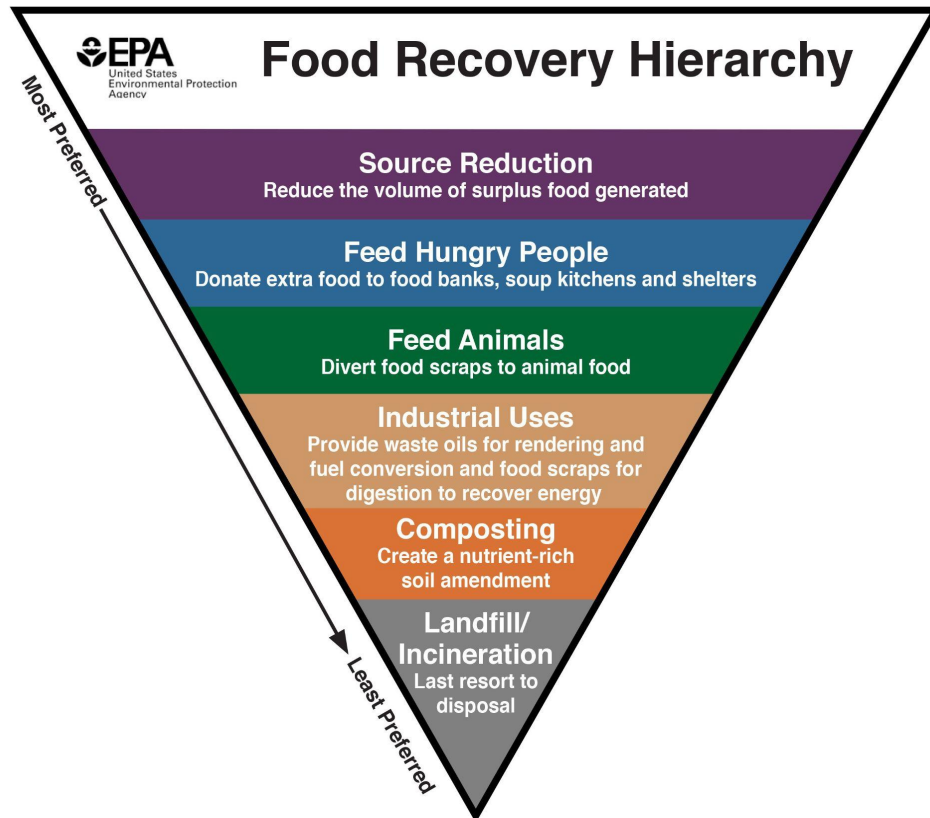 EPA
United States
Environmental Protection
Agency
Food Recovery Hierarchy
Most Preferred
Source Reduction
Reduce the volume of surplus food generated
Feed Hungry People
Donate extra food to food banks, soup kitchens and shelters
Feed Animals
Divert food scraps to animal food
Industrial Uses
Provide waste oils for rendering and
fuel conversion and food scraps for
digestion to recover energy
Composting
Create a nutrient-rich
soil amendment
Landfill/
Incineration
Last resort to
disposal
Least Preferred